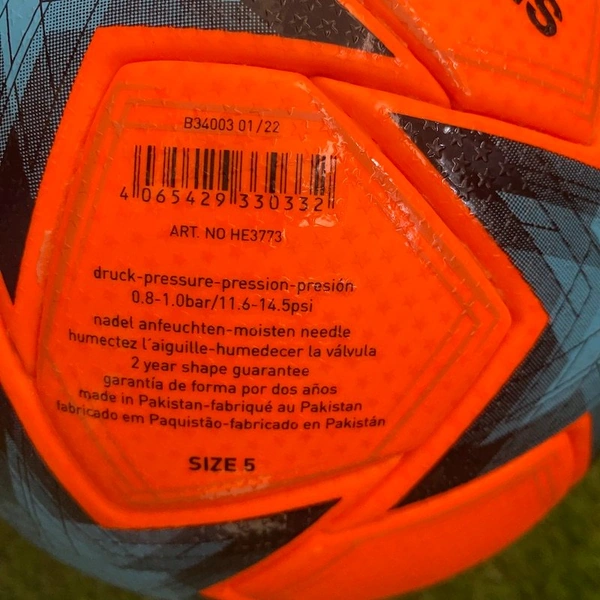 B34003 01/22
4 065429 330332
ART. NO HE3773
druck-pressure-pression-presión
0.8-1.0bar/11.6-14.5psi
nadel anfeuchten-moisten needle
humectez l´aiguille-humedecer la válvula
2 year shape guarantee
garantía de forma por dos años
made in Pakistan-fabriqué au Pakistan
fabricado em Paquistão-fabricado en Pakistán
SIZE 5